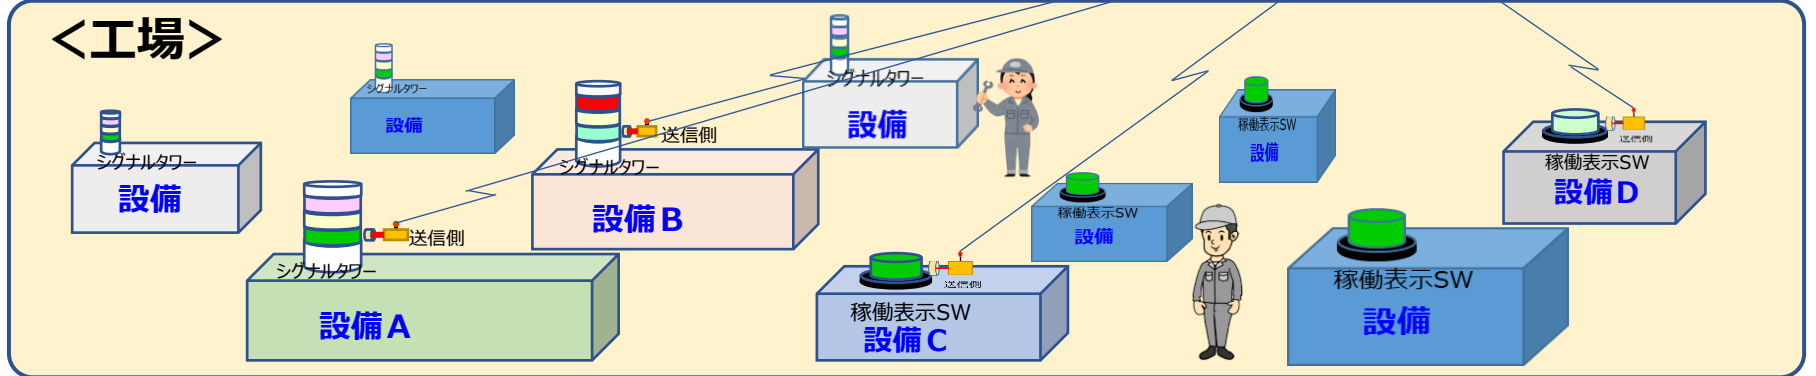 ＜工場＞
シグナルタワー
設備
シグナルタワー
設備
シグナルタワー
設備A
送信側
シグナルタワー
設備B
送信側
シグナルタワー
設備
稼働表示SW
設備C
送信側
稼働表示SW
設備
稼働表示SW
設備
稼働表示SW
設備
稼働表示SW
設備D
送信側